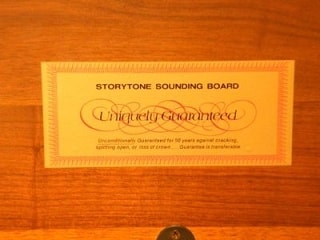 STORYTONE SOUNDING BOARD
Uniquely Guaranteed
Unconditionally Guaranteed for 50 years against cracking,
splitting open, or loss of crown... Guarantee is transferable